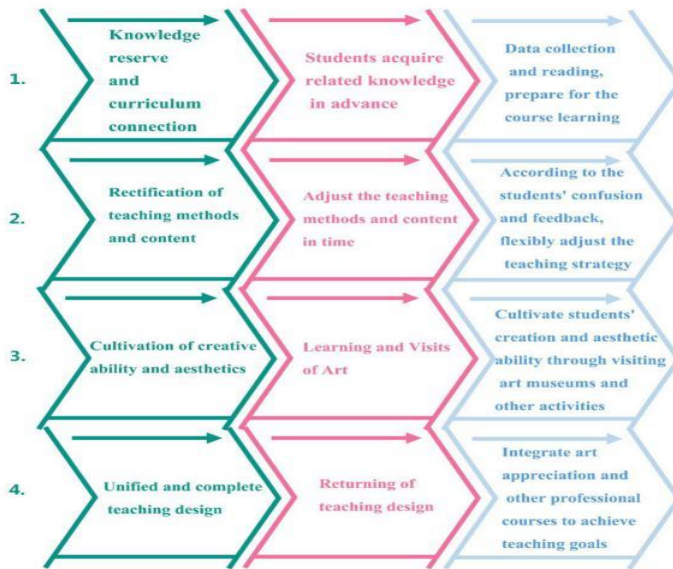 1.
Knowledge
reserve
and
curriculum
connection
Students acquire
related knowledge
in advance
Data collection
and reading,
prepare for the
course learning
2.
Rectification of
teaching methods
and content
Adjust the teaching
methods and content
in time
According to the
students' confusion
and feedback,
flexibly adjust the
teaching strategy
3.
Cultivation of creative
ability and aesthetics
Learning and Visits
of Art
Cultivate students'
creation and aesthetic
ability through visiting
art museums and
other activities
4.
Unified and complete
teaching design
Returning of
teaching design
Integrate art
appreciation and
other professional
courses to achieve
teaching goals